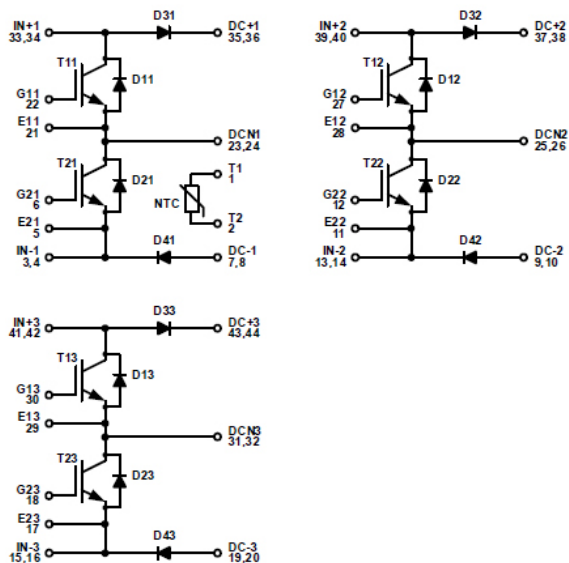 IN+1
33,34
D31
DC+1
35,36
T11
D11
G11
22
E11
21
DCN1
23,24
T21
D21
G21
6
E21
5
NTC
T1
1
T2
2
IN-1
3,4
D41
DC-1
7,8
IN+2
39,40
D32
DC+2
37,38
T12
D12
G12
27
E12
28
DCN2
25,26
T22
D22
G22
12
E22
11
IN-2
13,14
D42
DC-2
9,10
IN+3
41,42
D33
DC+3
43,44
T13
D13
G13
30
E13
29
DCN3
31,32
T23
D23
G23
18
E23
17
IN-3
15,16
D43
DC-3
19,20